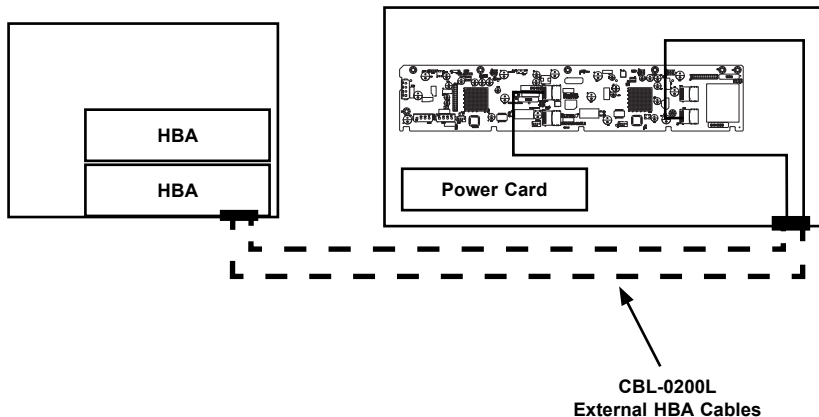 HBA
HBA
Power Card
CBL-0200L
External HBA Cables